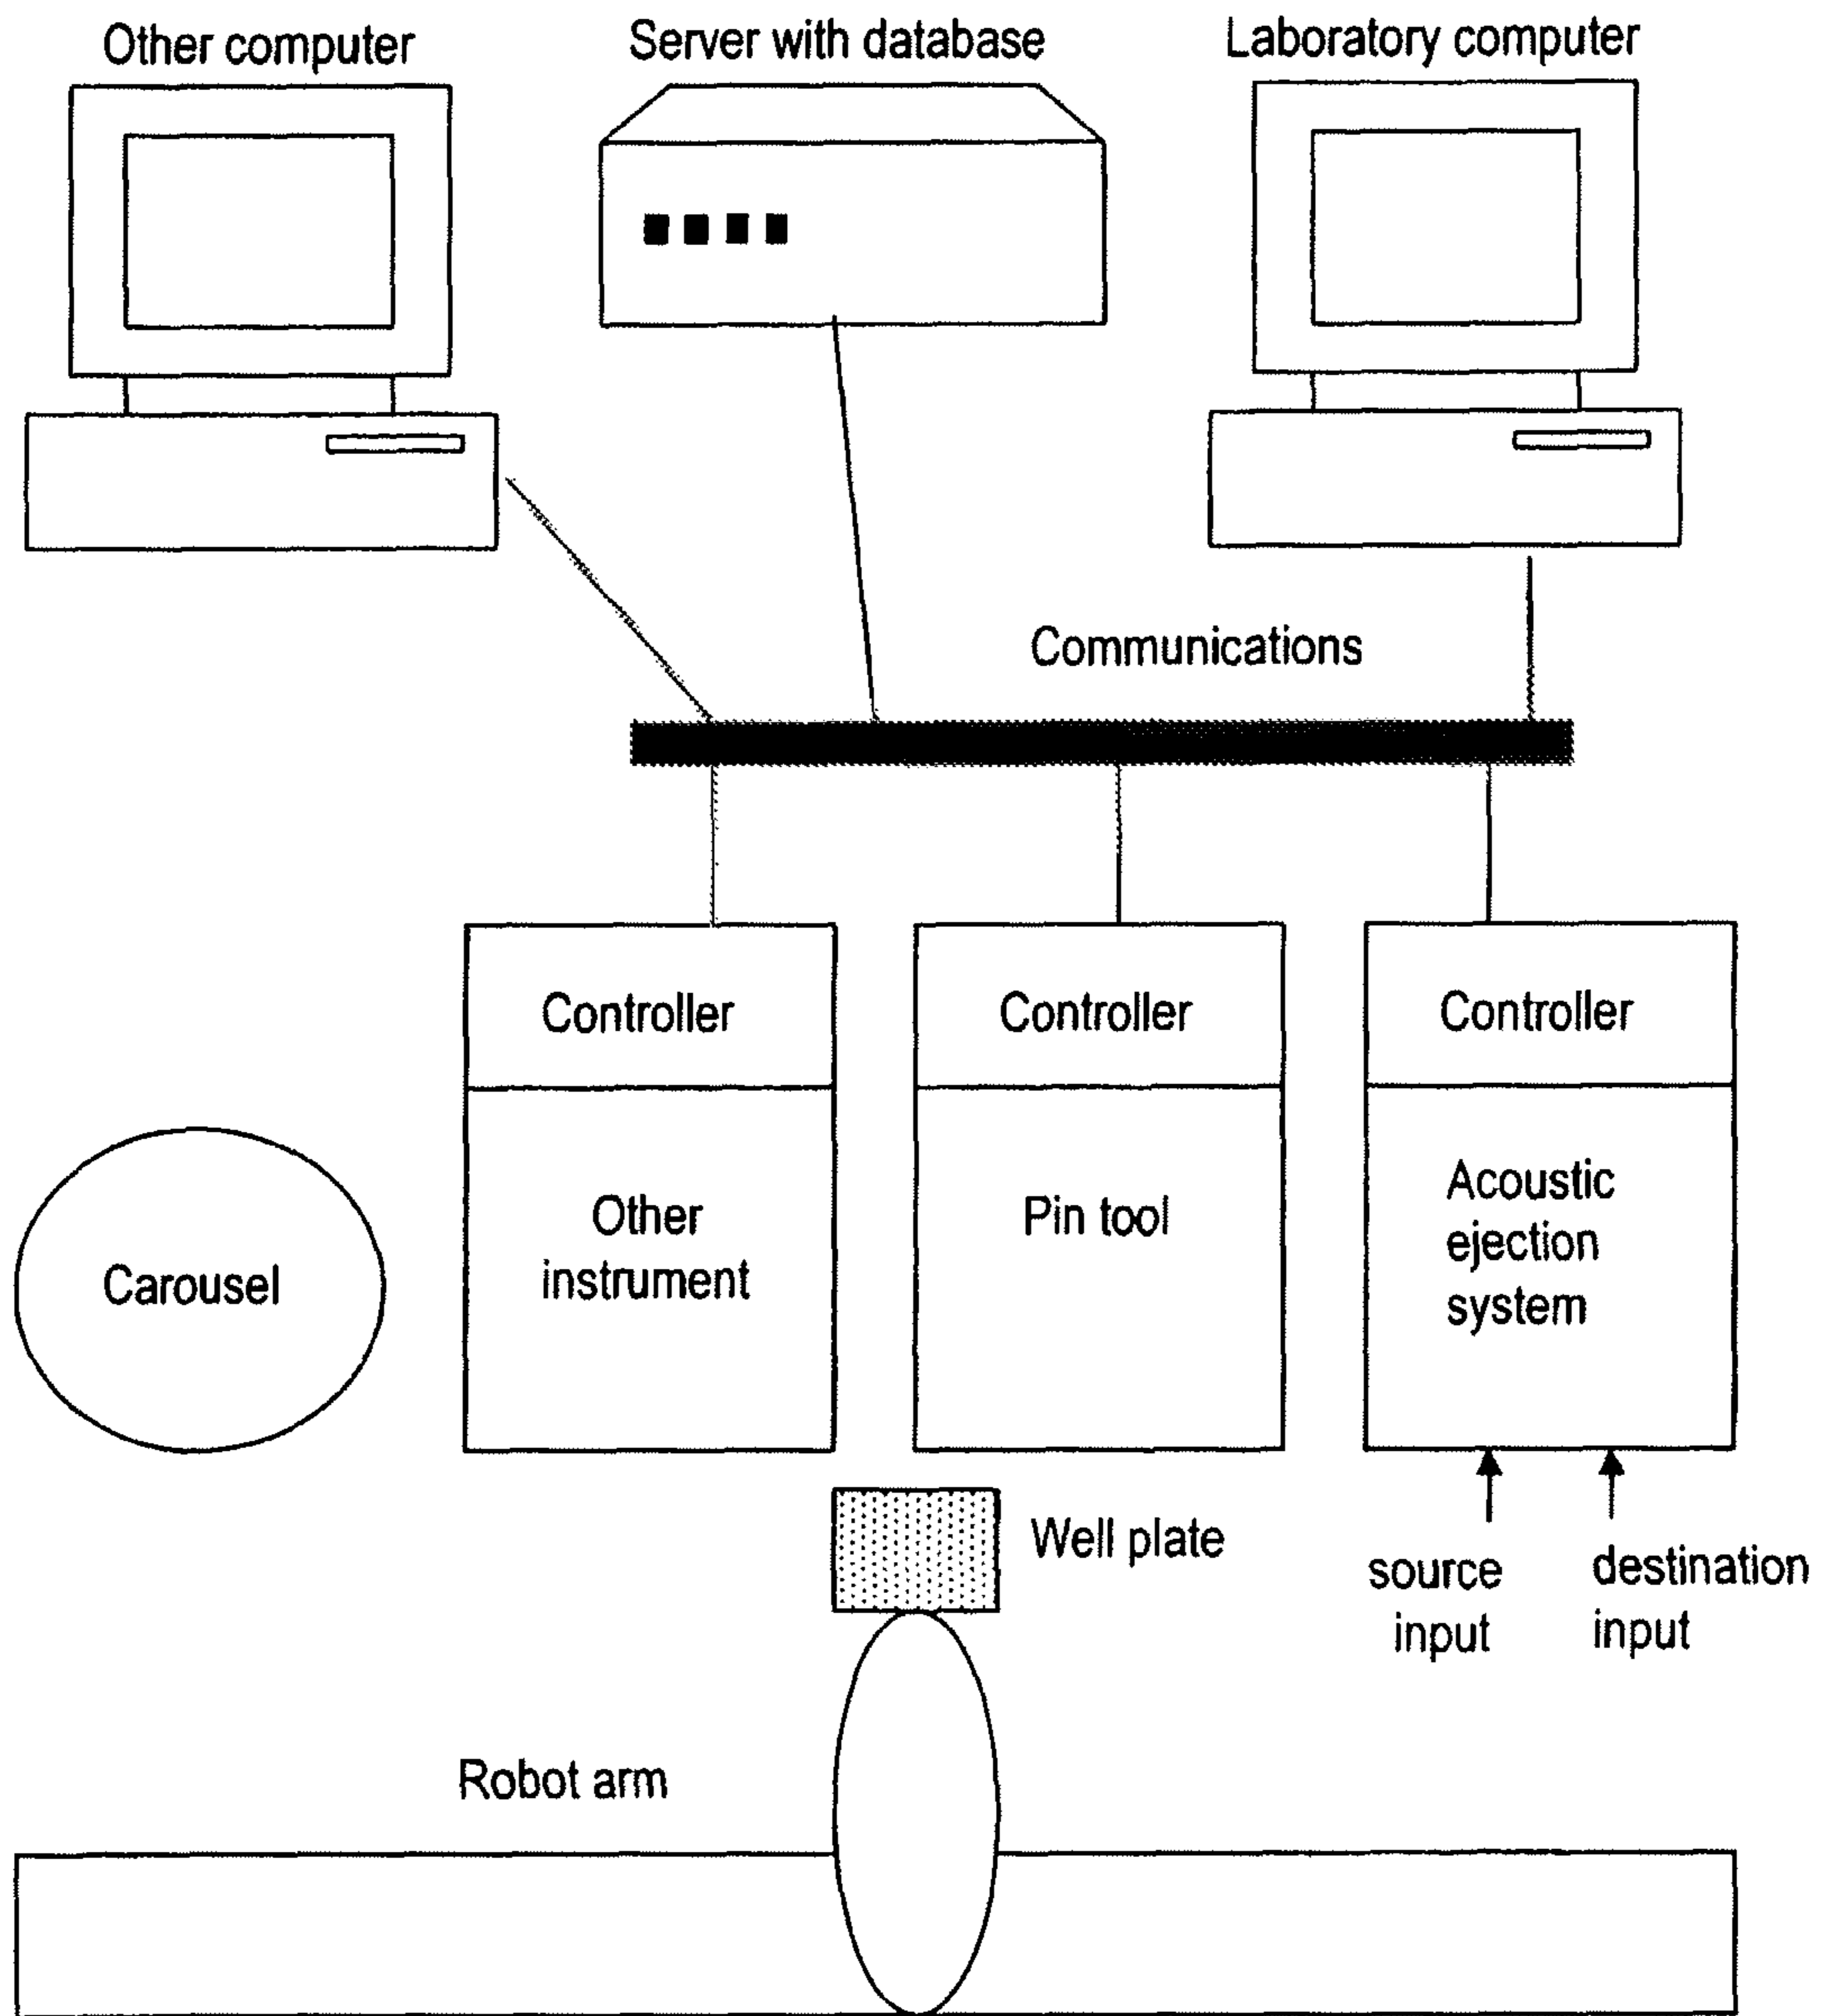 Other computer
Server with database
Laboratory computer
Communications
Controller
Controller
Controller
Carousel
Other
instrument
Pin tool
Acoustic
ejection
system
Well plate
source
input
destination
input
Robot arm